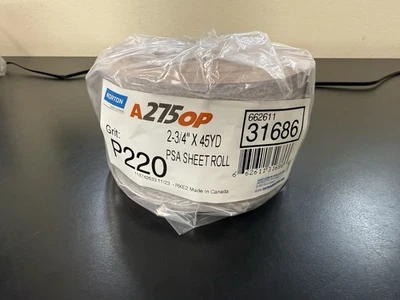 NORTON
A275OP
2-3/4" X 45YD
662611
31686
Grit:
P220
PSA SHEET ROLL
Made in Canada